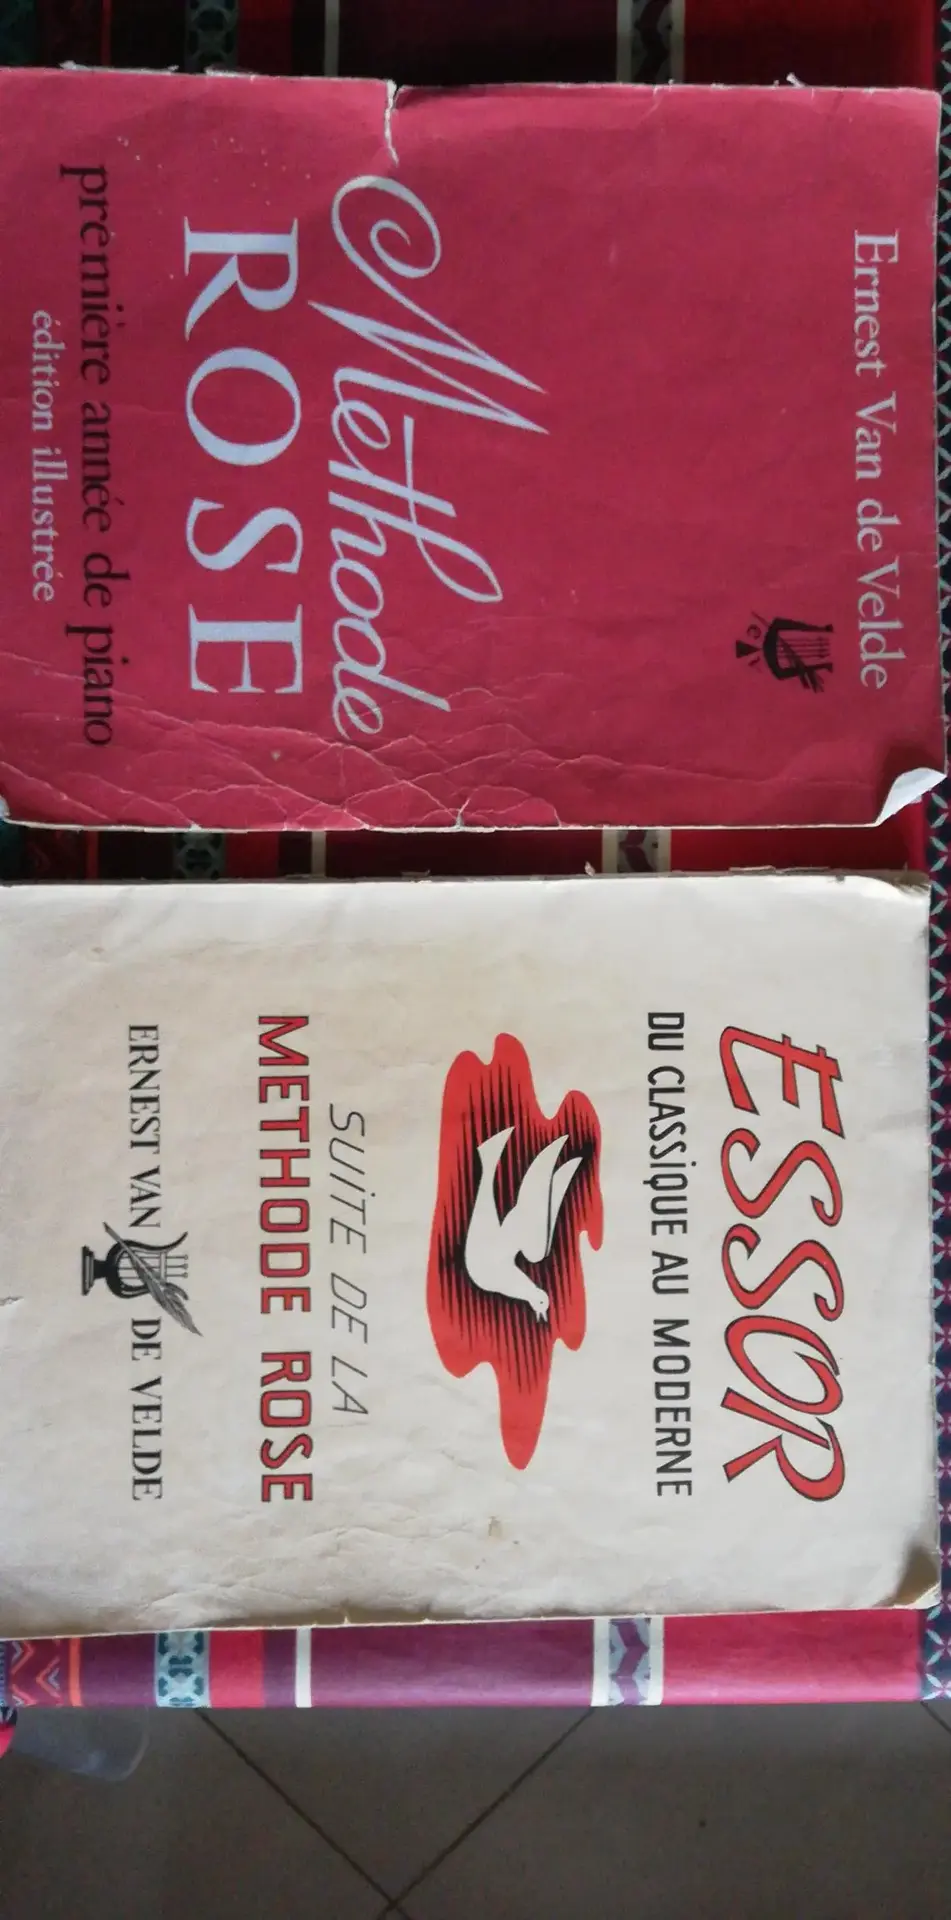 Ernest Van de Velde
Methode
ROSE
première année de piano
édition illustrée
ESSOR
DU CLASSiQUE AU MODERNE
SUiTE DE LA
METHODE ROSE
ERNEST VAN DE VELDE